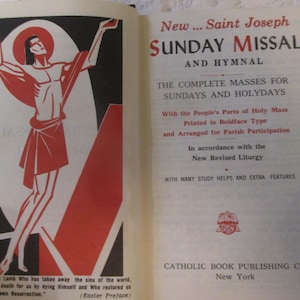 Lamb Who has taken away the sins of the world,
death for us by dying Himself and Who restored us
own Resurrection."
(Easter Preface)
New ... Saint Joseph
SUNDAY MISSAL
AND HYMNAL
THE COMPLETE MASSES FOR
SUNDAYS AND HOLYDAYS
With the People's Parts of Holy Mass
Printed in Boldface Type
and Arranged for Parish Participation
In accordance with the
New Revised Liturgy
WITH MANY STUDY HELPS AND EXTRA FEATURES
CATHOLIC BOOK PUBLISHING C
New York